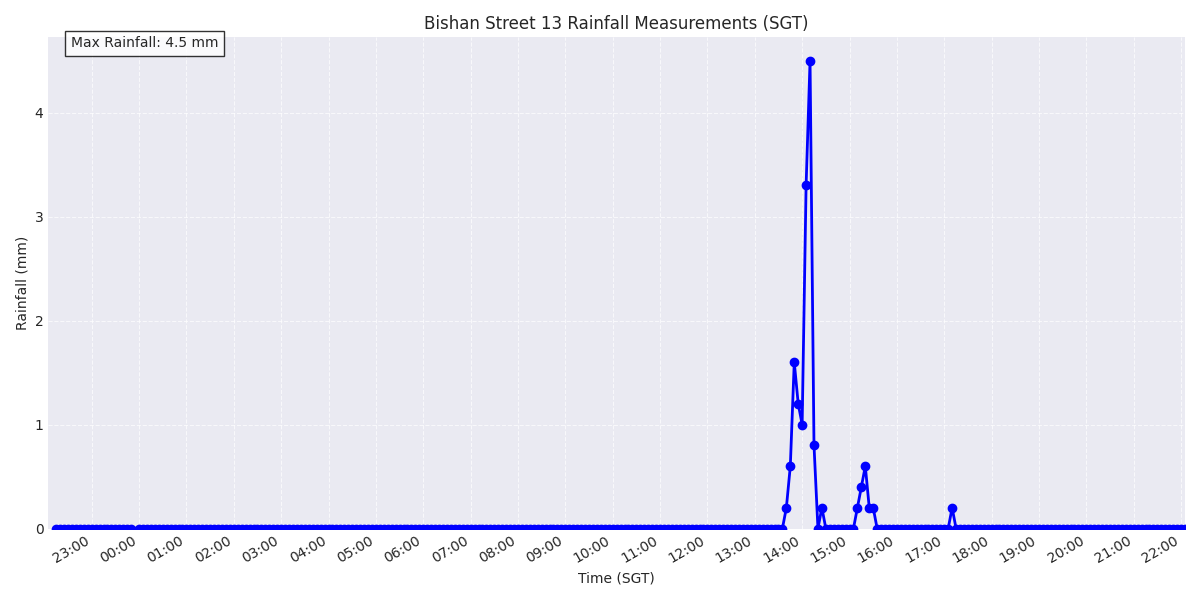 Bishan Street 13 Rainfall Measurements (SGT)
Max Rainfall: 4.5 mm
4
3
2
1
0
Rainfall (mm)
23:00 00:00 01:00 02:00 03:00 04:00 05:00 06:00 07:00 08:00 09:00 10:00 11:00 12:00 13:00 14:00 15:00 16:00 17:00 18:00 19:00 20:00 21:00 22:00
Time (SGT)